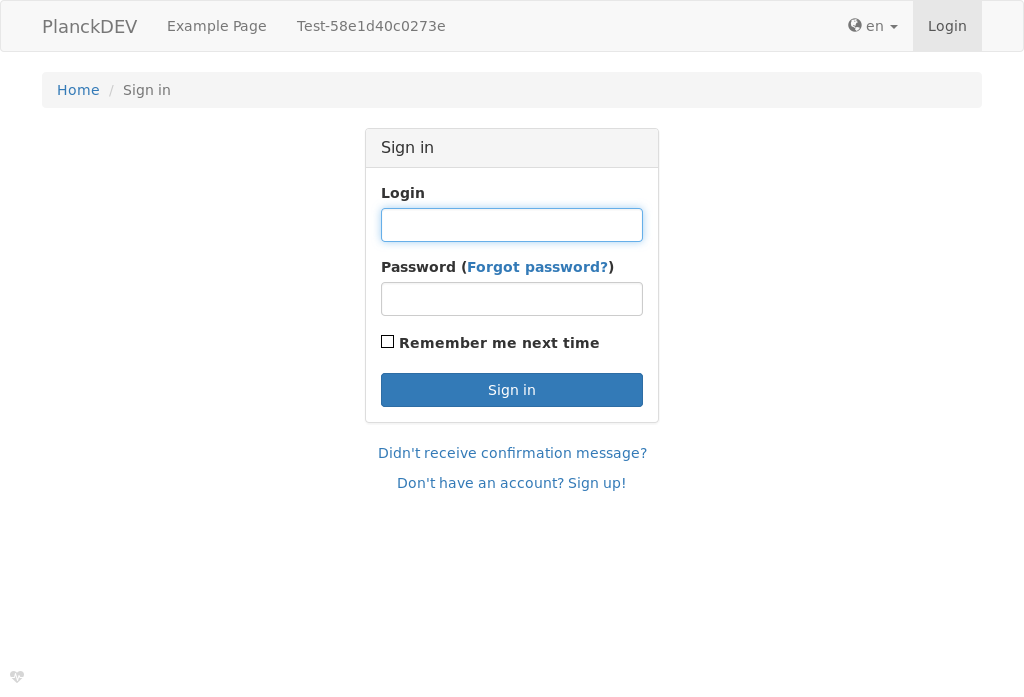 PlanckDEV Example Page Test-58e1d40c0273e en Login
Home / Sign in
Sign in
Login
Password (Forgot password?)
Remember me next time
Sign in
Didn't receive confirmation message?
Don't have an account? Sign up!